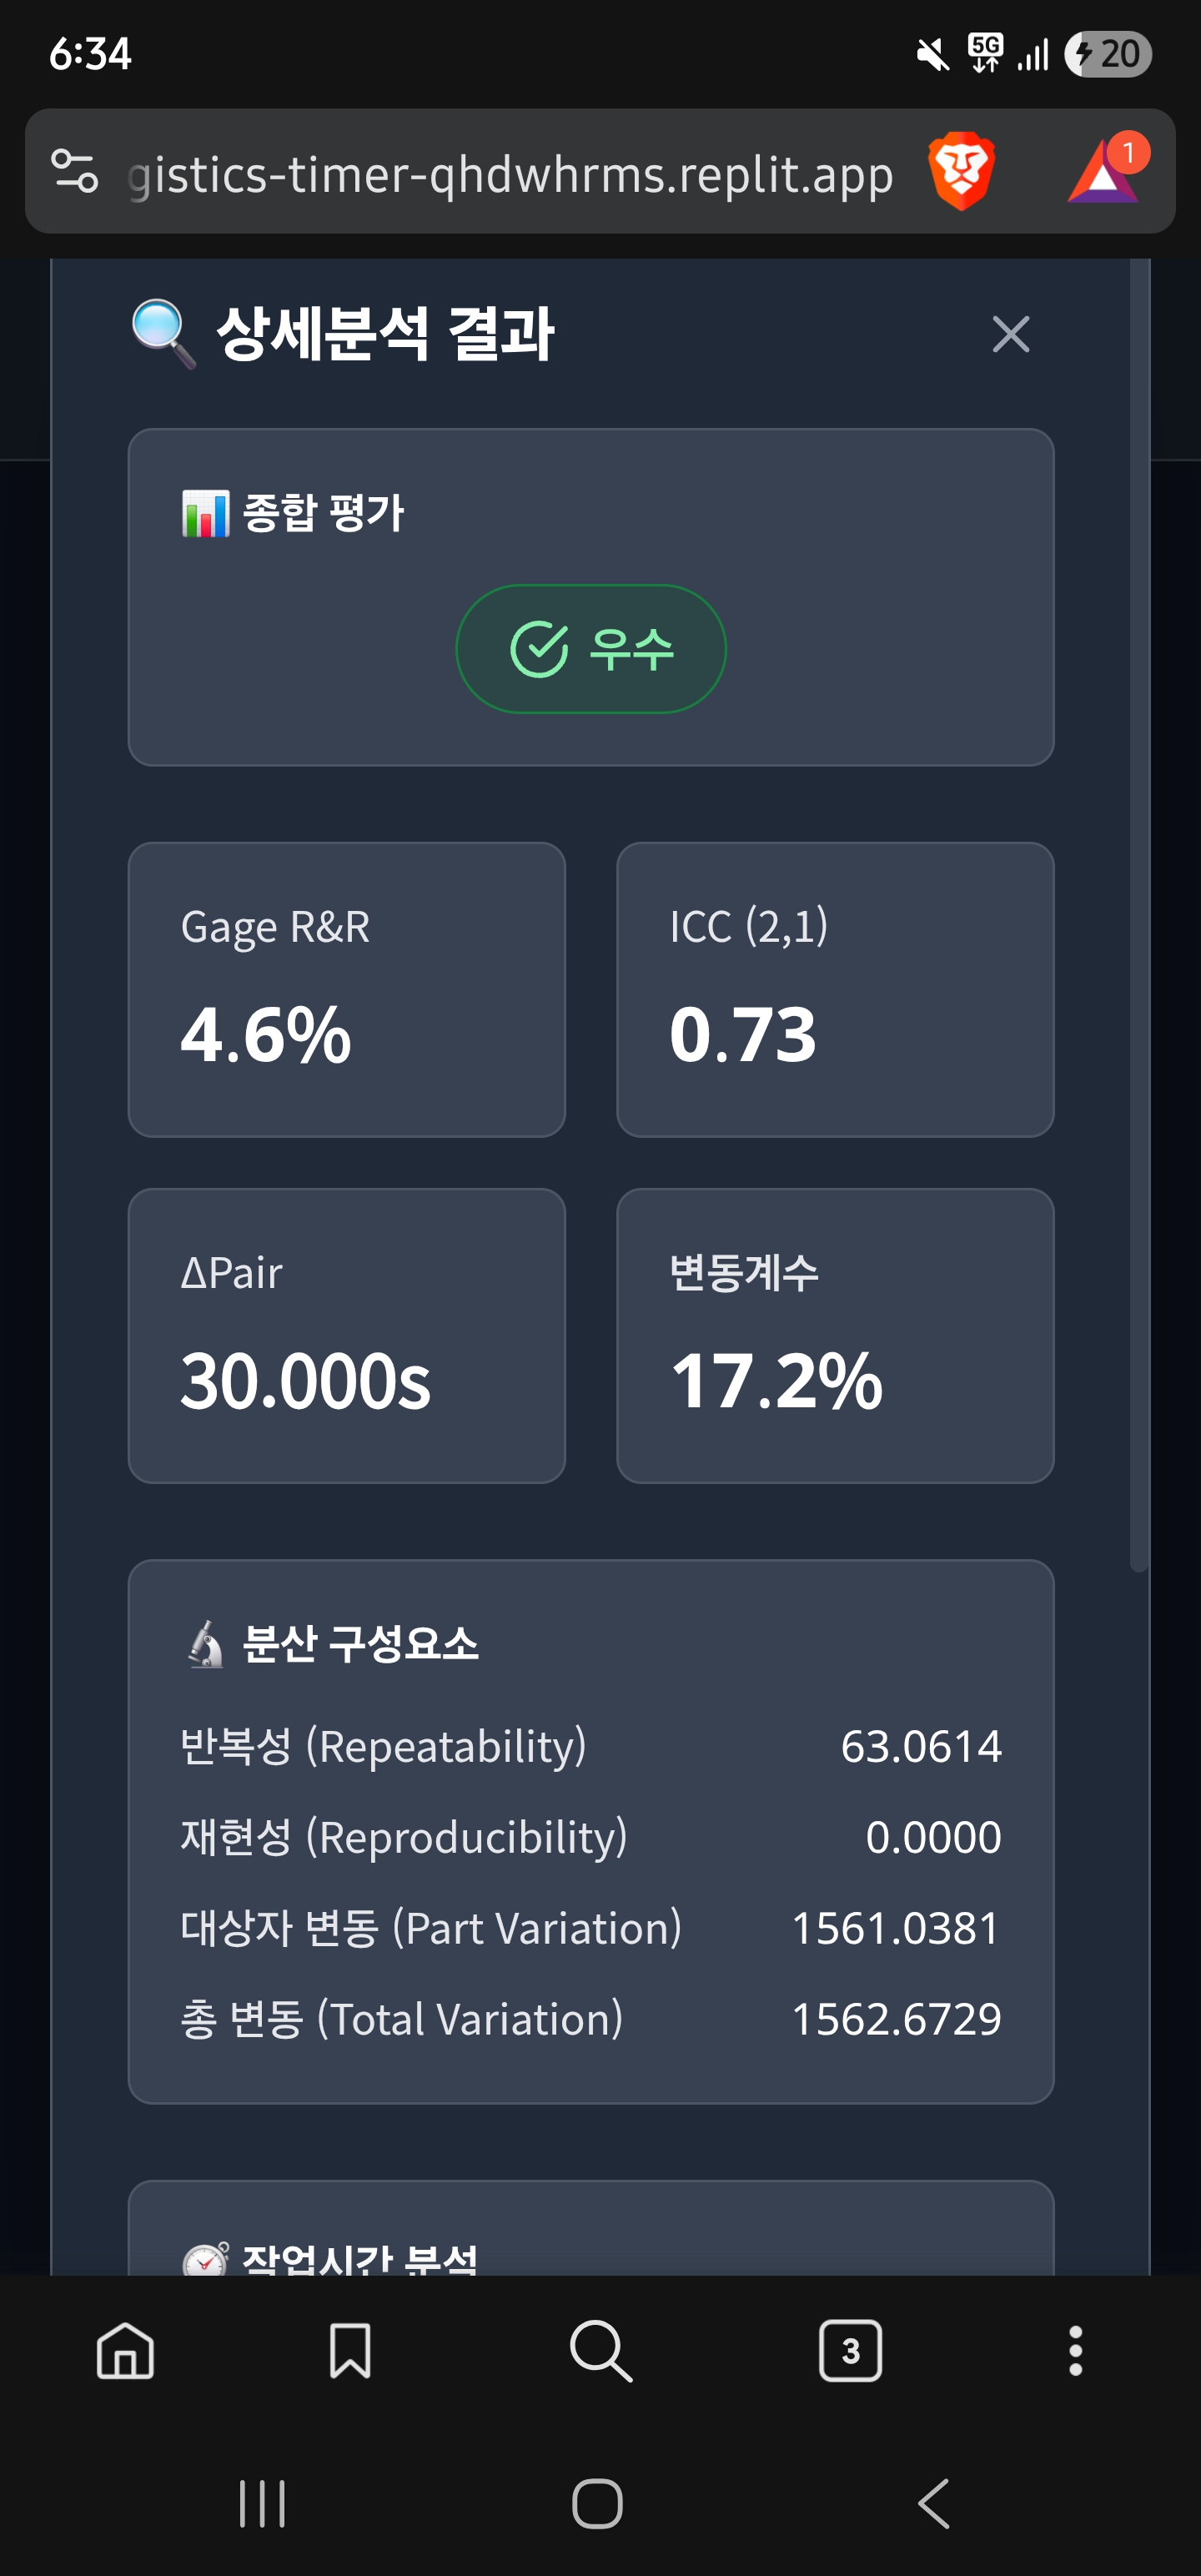 6:34
5G
20
gistics-timer-qhdwhrms.replit.app
1
상세분석 결과
종합 평가
우수
Gage R&R
ICC (2,1)
4.6%
0.73
ΔPair
변동계수
30.000s
17.2%
분산 구성요소
반복성 (Repeatability) 63.0614
재현성 (Reproducibility) 0.0000
대상자 변동 (Part Variation) 1561.0381
총 변동 (Total Variation) 1562.6729
작업시간 분석
3